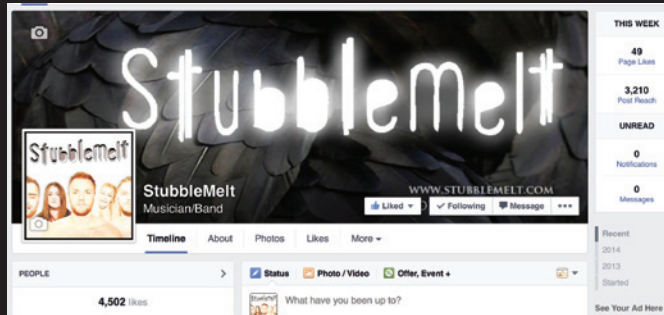 StubbleMelt
StubbleMelt
StubbleMelt
Musician/Band
WWW.STUBBLEMELT.COM
Liked
Following
Message
Timeline
About
Photos
Likes
More
PEOPLE
4,502 likes
Status
Photo / Video
Offer, Event +
StubbleMelt
What have you been up to?
THIS WEEK
49
Page Likes
3,210
Post Reach
UNREAD
0
Notifications
0
Messages
Recent
2014
2013
Started
See Your Ad Here